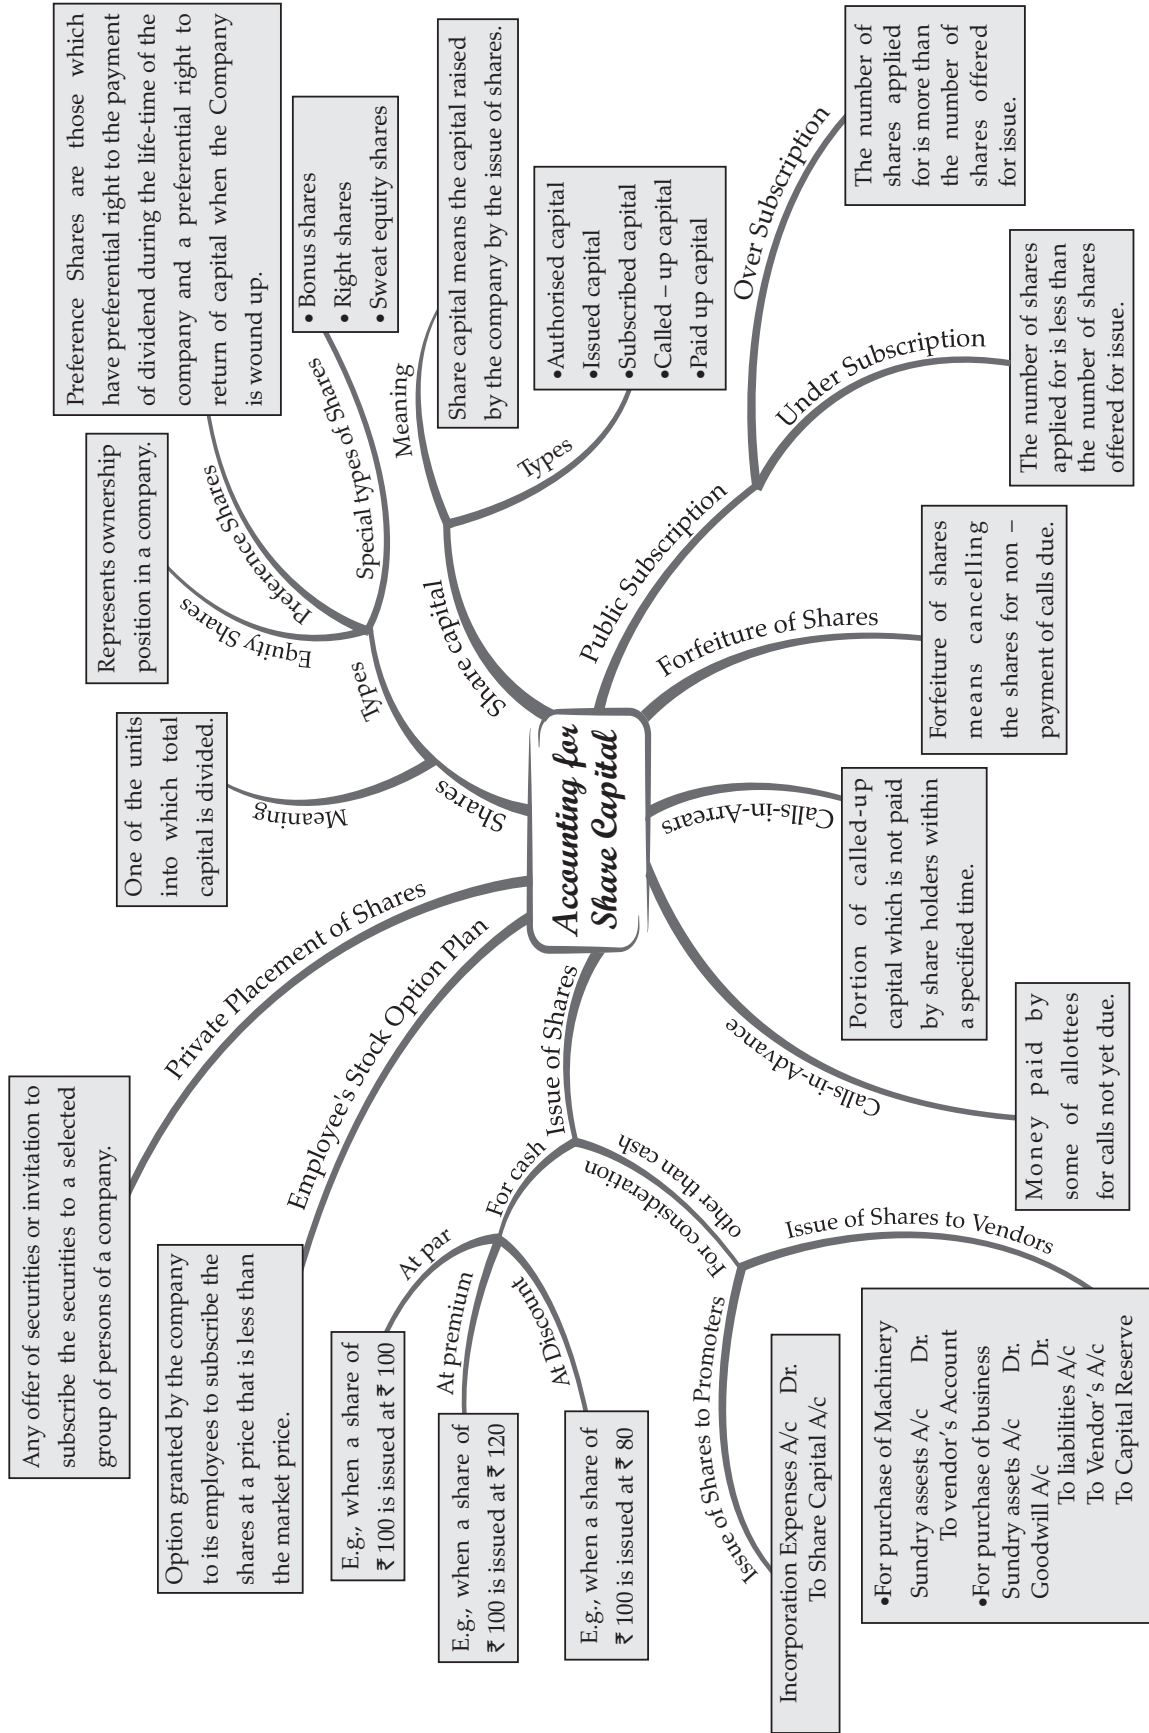 Accounting for
Share Capital
Share capital
Meaning
Share capital means the capital raised
by the company by the issue of shares.
Types
•Authorised capital
•Issued capital
•Subscribed capital
•Called – up capital
•Paid up capital
Public Subscription
Over Subscription
The number of
shares applied
for is more than
the number of
shares offered
for issue.
Under Subscription
The number of shares
applied for is less than
the number of shares
offered for issue.
Forfeiture of Shares
Forfeiture of shares
means cancelling
the shares for non –
payment of calls due.
Calls-in-Arrears
Portion of called-up
capital which is not paid
by share holders within
a specified time.
Calls-in-Advance
Money paid by
some of allottees
for calls not yet due.
Issue of Shares
For cash
At par
E.g., when a share of
₹ 100 is issued at ₹ 100
At premium
E.g., when a share of
₹ 100 is issued at ₹ 120
At Discount
E.g., when a share of
₹ 100 is issued at ₹ 80
For consideration
other than cash
Issue of Shares to Promoters
Incorporation Expenses A/c Dr.
To Share Capital A/c
Issue of Shares to Vendors
•For purchase of Machinery
Sundry assests A/c Dr.
To vendor's Account
•For purchase of business
Sundry assets A/c Dr.
Goodwill A/c Dr.
To liabilities A/c
To Vendor's A/c
To Capital Reserve
Employee's Stock Option Plan
Option granted by the company
to its employees to subscribe the
shares at a price that is less than
the market price.
Private Placement of Shares
Any offer of securities or invitation to
subscribe the securities to a selected
group of persons of a company.
Shares
Meaning
One of the units
into which total
capital is divided.
Types
Equity Shares
Represents ownership
position in a company.
Preference Shares
Preference Shares are those which
have preferential right to the payment
of dividend during the life-time of the
company and a preferential right to
return of capital when the Company
is wound up.
Special types of Shares
• Bonus shares
• Right shares
• Sweat equity shares